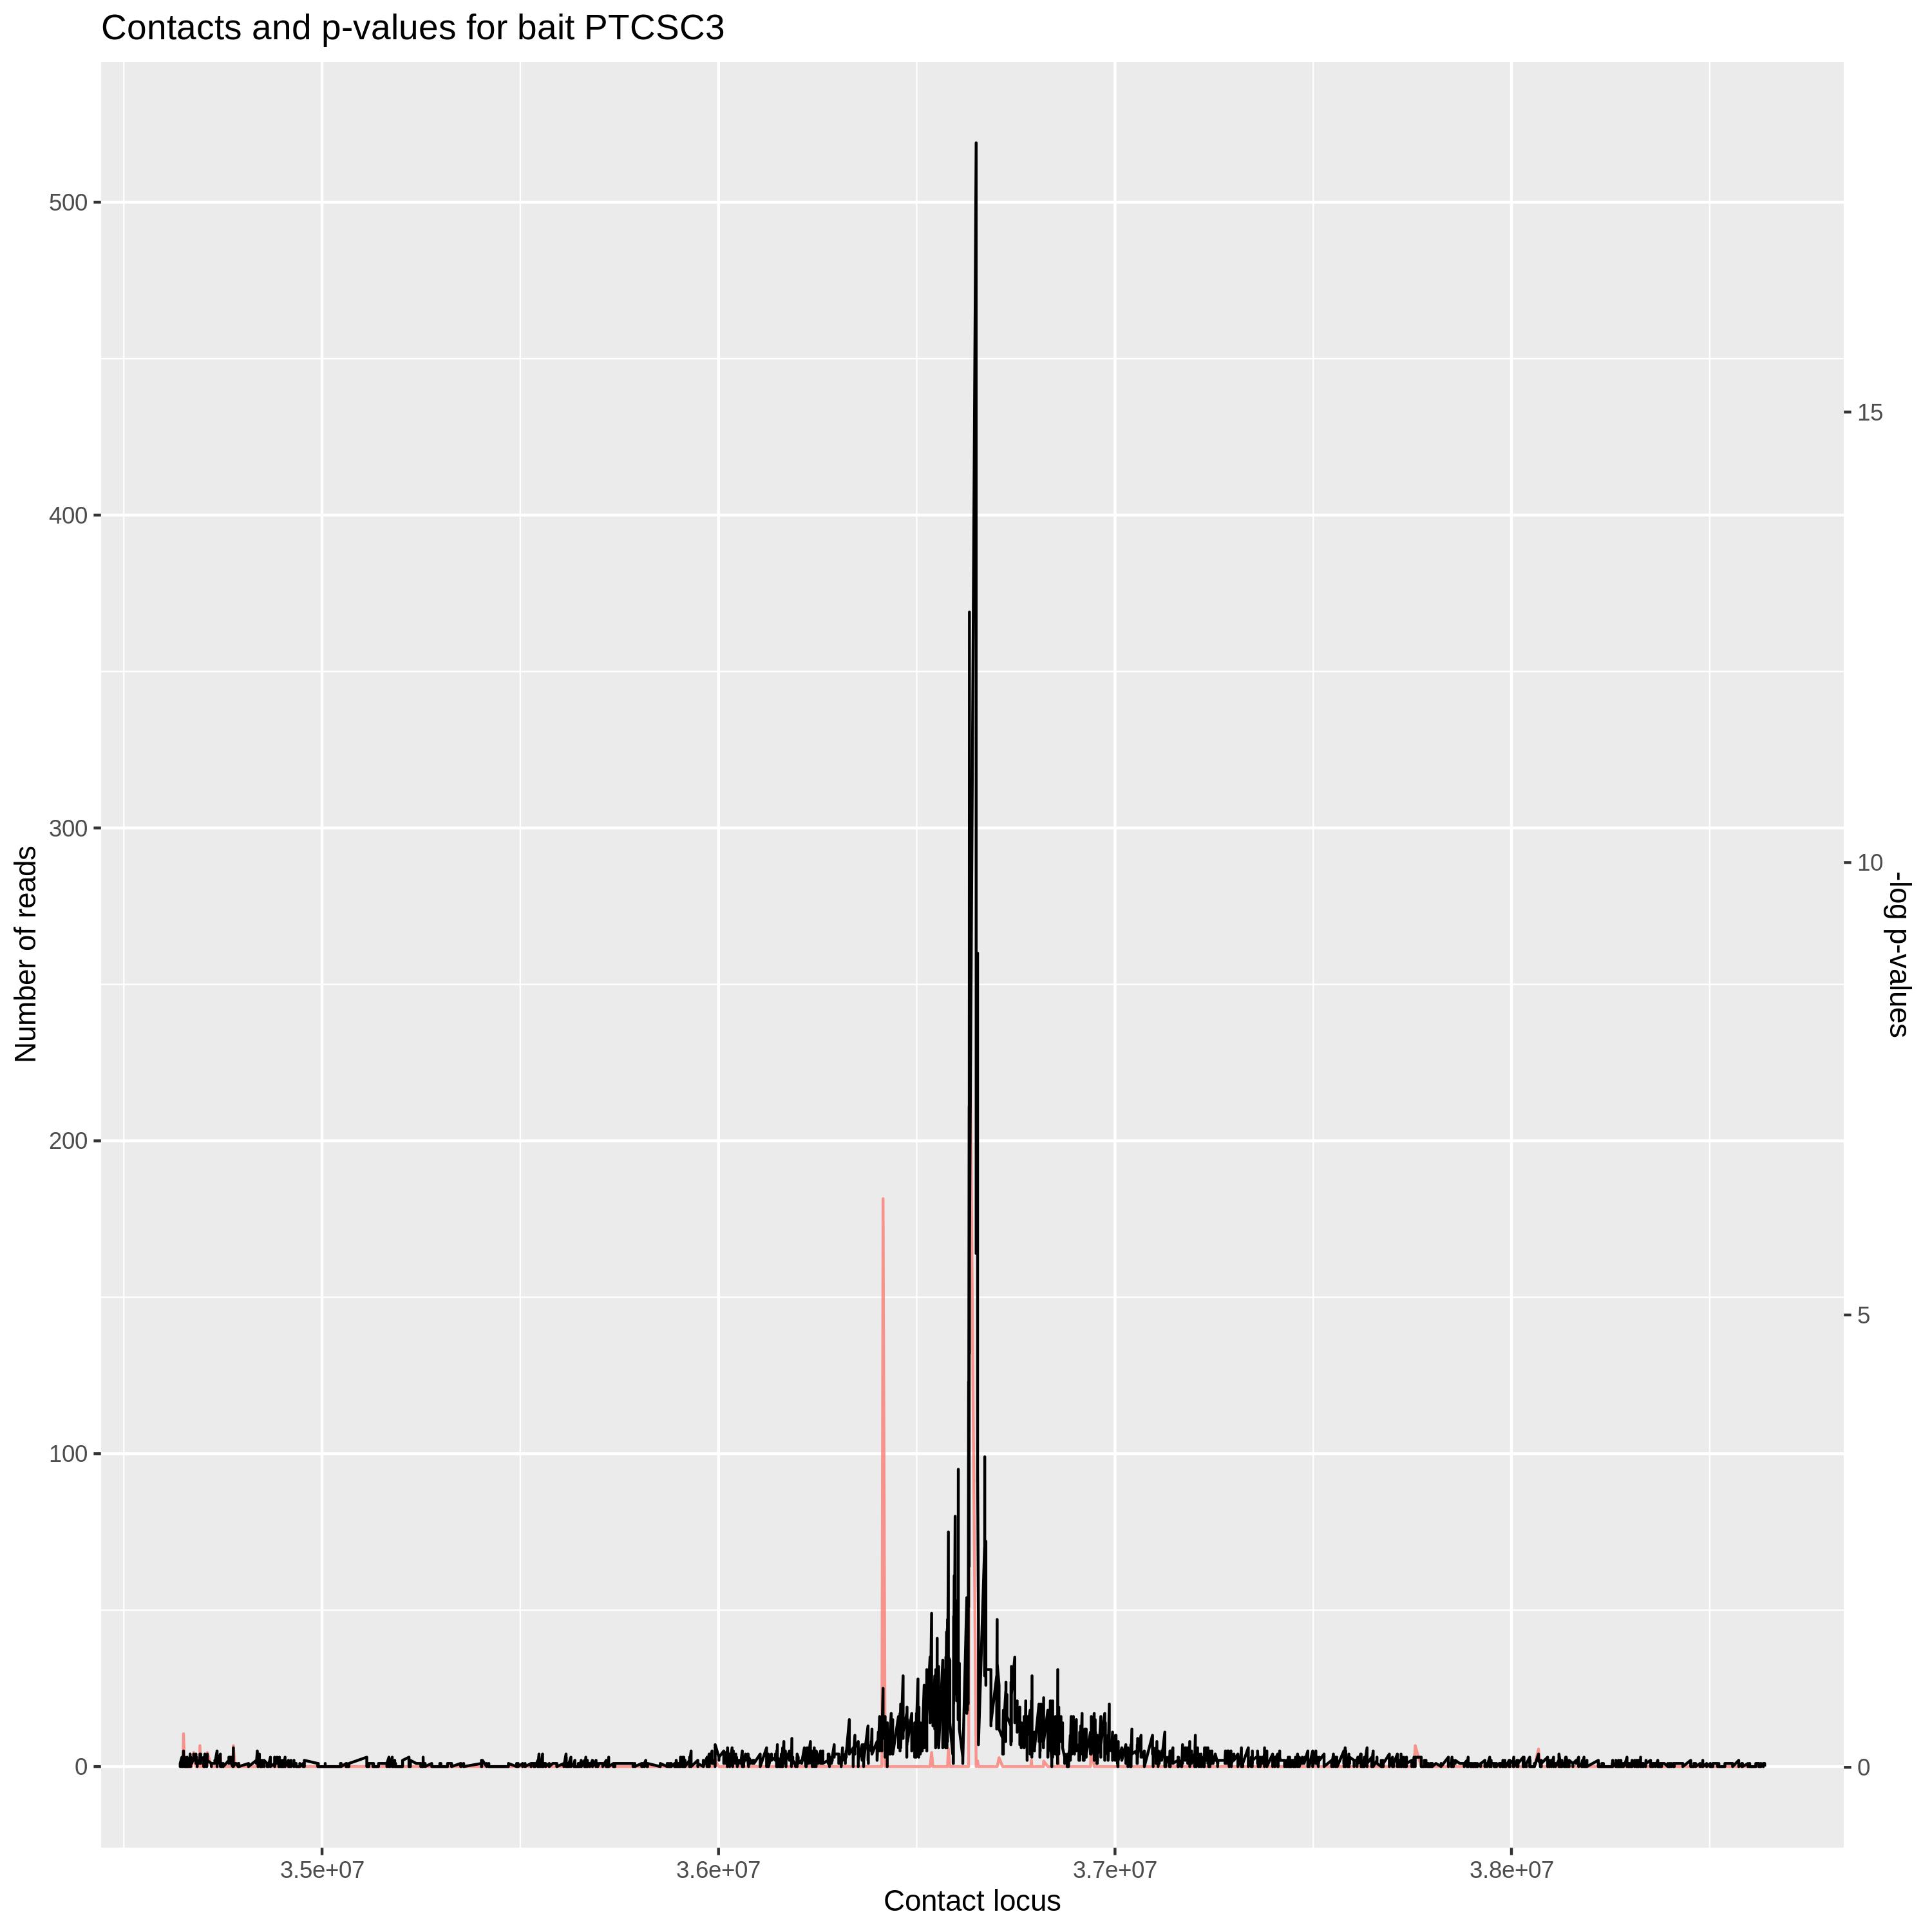 Contacts and p-values for bait PTCSC3
500
400
300
200
100
0
Number of reads
15
10
5
0
-log p-values
3.5e+07
3.6e+07
3.7e+07
3.8e+07
Contact locus